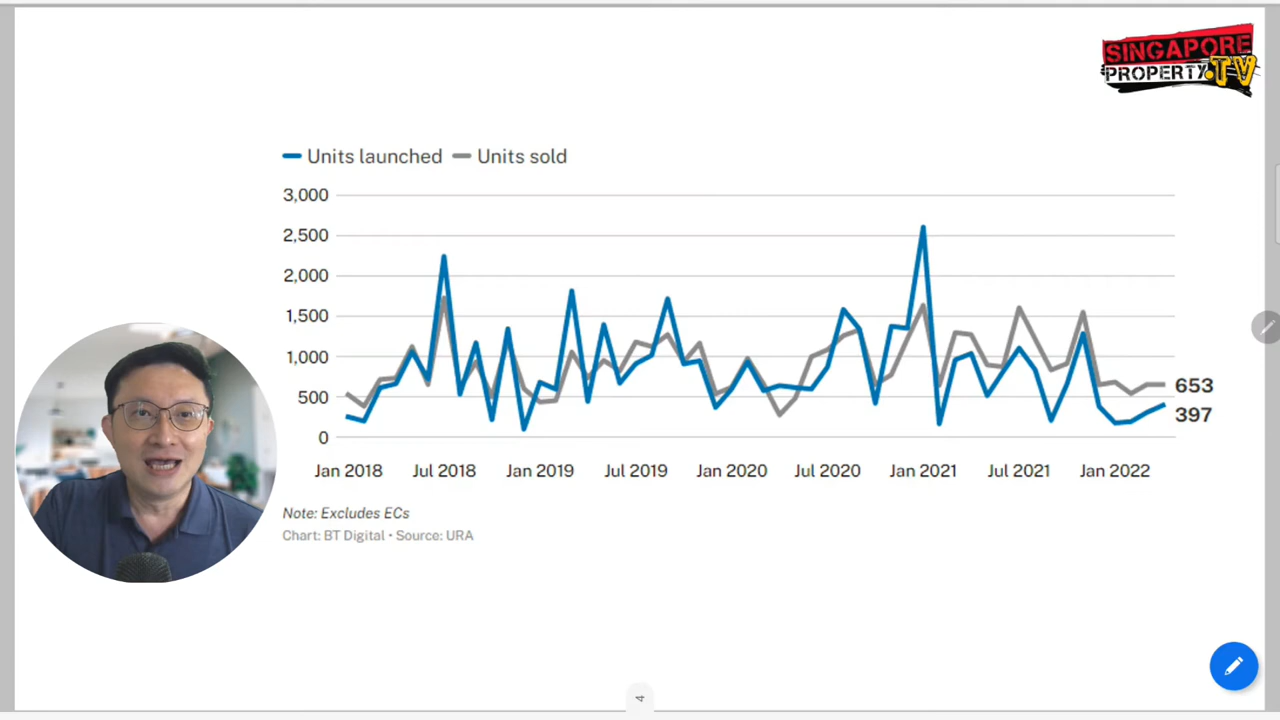 SINGAPORE
PROPERTY.TV
Units launched Units sold
3,000
2,500
2,000
1,500
1,000
500
0
653
397
Jan 2018 Jul 2018 Jan 2019 Jul 2019 Jan 2020 Jul 2020 Jan 2021 Jul 2021 Jan 2022
Note: Excludes ECs
Chart: BT Digital • Source: URA
4